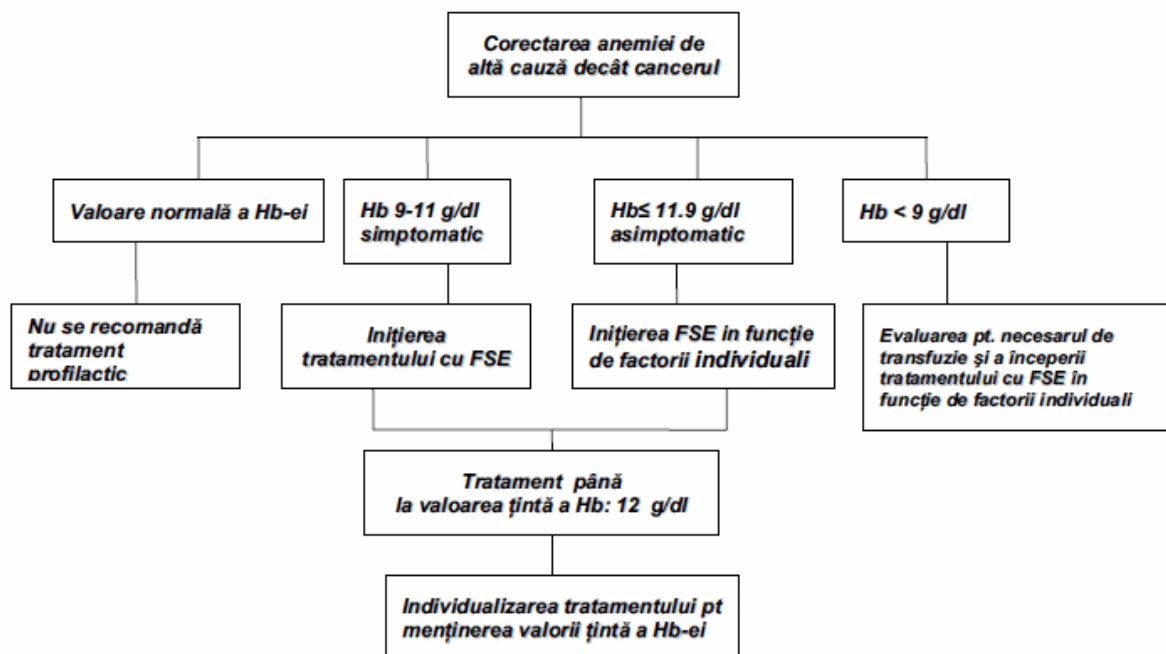 Corectarea anemiei de
altă cauză decât cancerul
Valoare normală a Hb-ei
Hb 9-11 g/dl
simptomatic
Hb≤ 11.9 g/dl
asimptomatic
Hb < 9 g/dl
Nu se recomandă
tratament
profilactic
Inițierea
tratamentului cu FSE
Inițierea FSE in funcție
de factorii individuali
Evaluarea pt. necesarul de
transfuzie şi a începerii
tratamentului cu FSE în
funcție de factorii individuali
Tratament până
la valoarea țintă a Hb: 12 g/dl
Individualizarea tratamentului pt
menținerea valorii țintă a Hb-ei